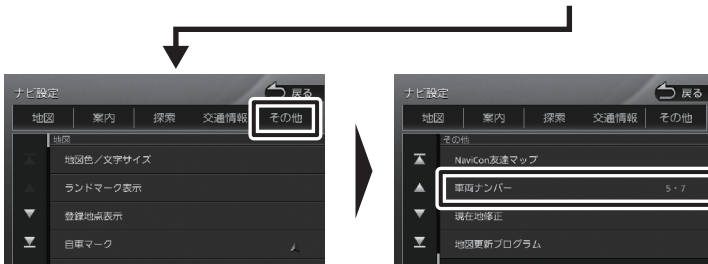 ナビ設定
戻る
地図 案内 探索 交通情報 その他
地図
地図色／文字サイズ
ランドマーク表示
登録地点表示
自車マーク
ナビ設定
戻る
地図 案内 探索 交通情報 その他
その他
NaviCon友達マップ
車両ナンバー 5・7
現在地修正
地図更新プログラム